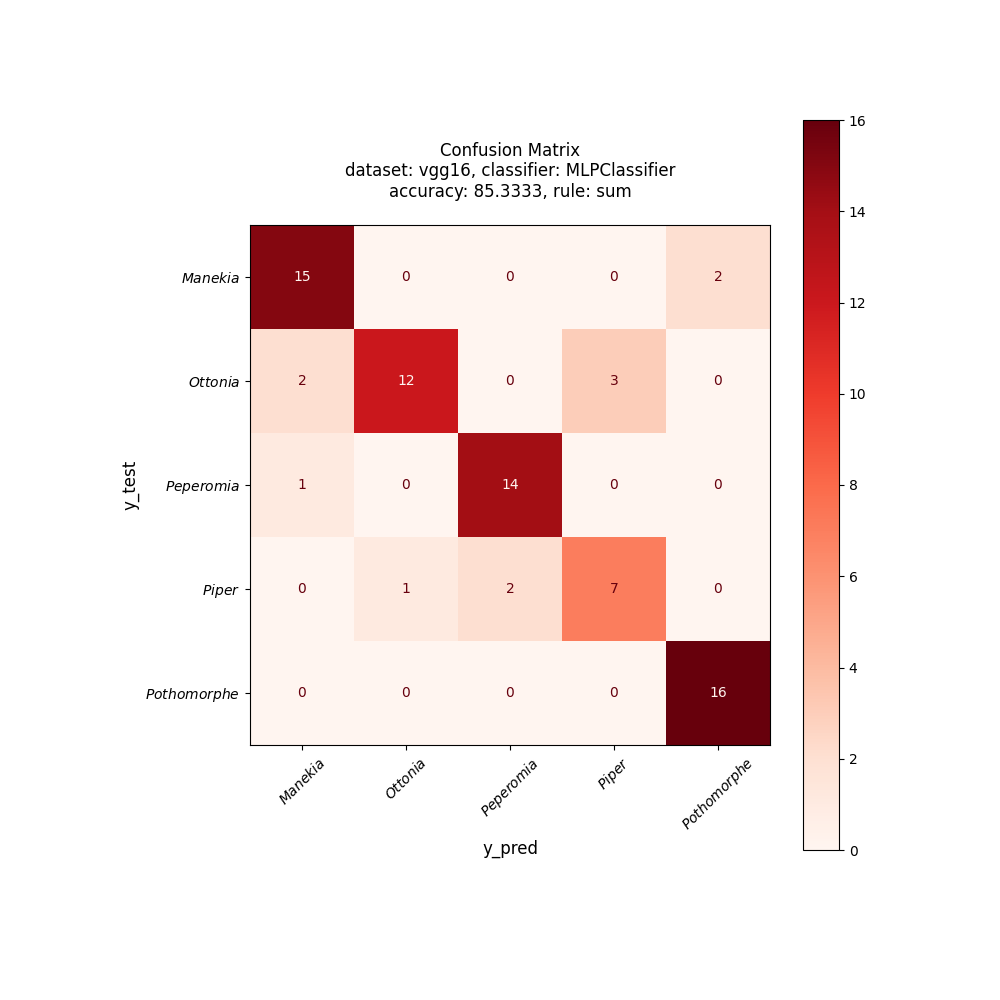 Confusion Matrix
dataset: vgg16, classifier: MLPClassifier
accuracy: 85.3333, rule: sum
y_test
Manekia 15 0 0 0 2
Ottonia 2 12 0 3 0
Peperomia 1 0 14 0 0
Piper 0 1 2 7 0
Pothomorphe 0 0 0 0 16
Manekia Ottonia Peperomia Piper Pothomorphe
y_pred
16
14
12
10
8
6
4
2
0